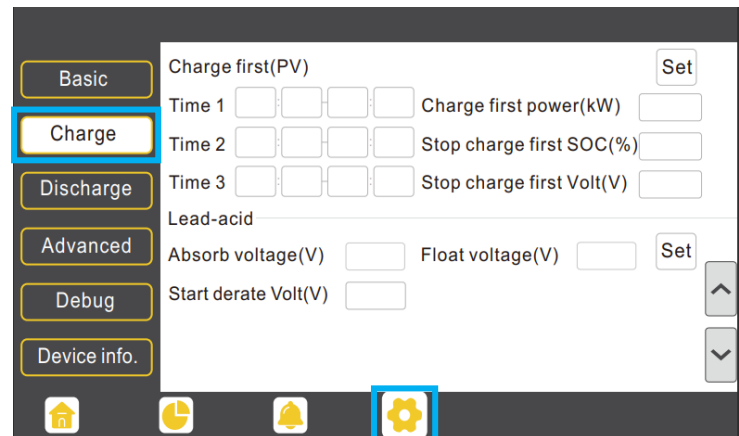 Basic
Charge
Discharge
Advanced
Debug
Device info.
Charge first(PV) Set
Time 1 : - : Charge first power(kW)
Time 2 : - : Stop charge first SOC(%)
Time 3 : - : Stop charge first Volt(V)
Lead-acid
Absorb voltage(V) Float voltage(V) Set
Start derate Volt(V)